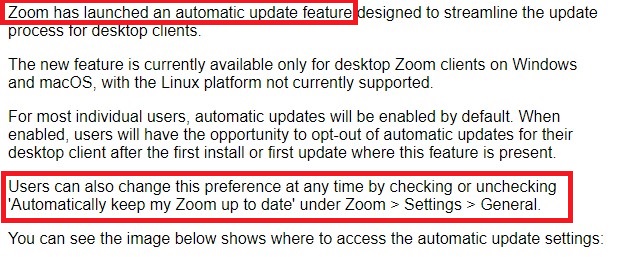 Zoom has launched an automatic update feature designed to streamline the update
process for desktop clients.
The new feature is currently available only for desktop Zoom clients on Windows
and macOS, with the Linux platform not currently supported.
For most individual users, automatic updates will be enabled by default. When
enabled, users will have the opportunity to opt-out of automatic updates for their
desktop client after the first install or first update where this feature is present.
Users can also change this preference at any time by checking or unchecking
'Automatically keep my Zoom up to date' under Zoom > Settings > General.
You can see the image below shows where to access the automatic update settings: